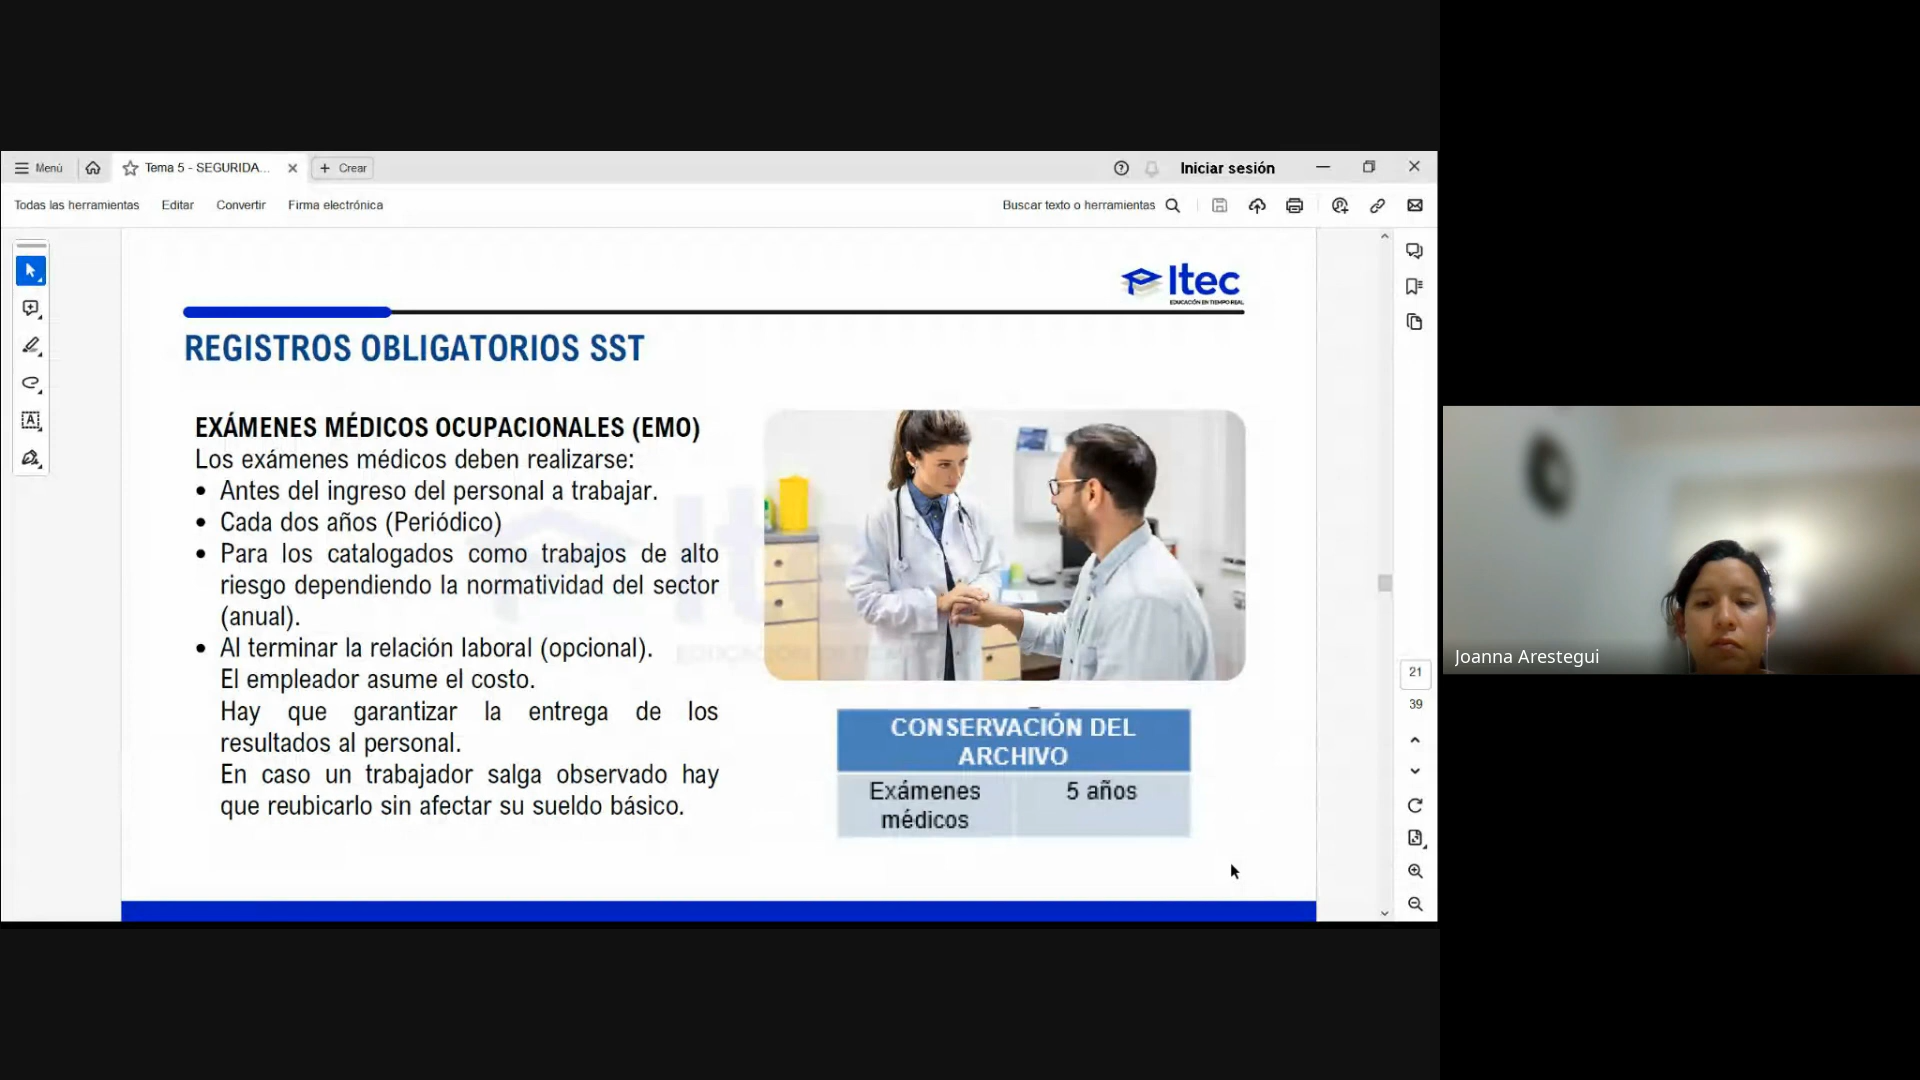 Menú
Tema 5 - SEGURIDA...
Crear
Iniciar sesión
Todas las herramientas
Editar
Convertir
Firma electrónica
Buscar texto o herramientas
Itec
EDUCACIÓN EN TIEMPO REAL
REGISTROS OBLIGATORIOS SST
EXÁMENES MÉDICOS OCUPACIONALES (EMO)
Los exámenes médicos deben realizarse:
• Antes del ingreso del personal a trabajar.
• Cada dos años (Periódico)
• Para los catalogados como trabajos de alto
riesgo dependiendo la normatividad del sector
(anual).
• Al terminar la relación laboral (opcional).
El empleador asume el costo.
Hay que garantizar la entrega de los
resultados al personal.
En caso un trabajador salga observado hay
que reubicarlo sin afectar su sueldo básico.
CONSERVACIÓN DEL
ARCHIVO
Exámenes
médicos
5 años
21
39
Joanna Arestegui